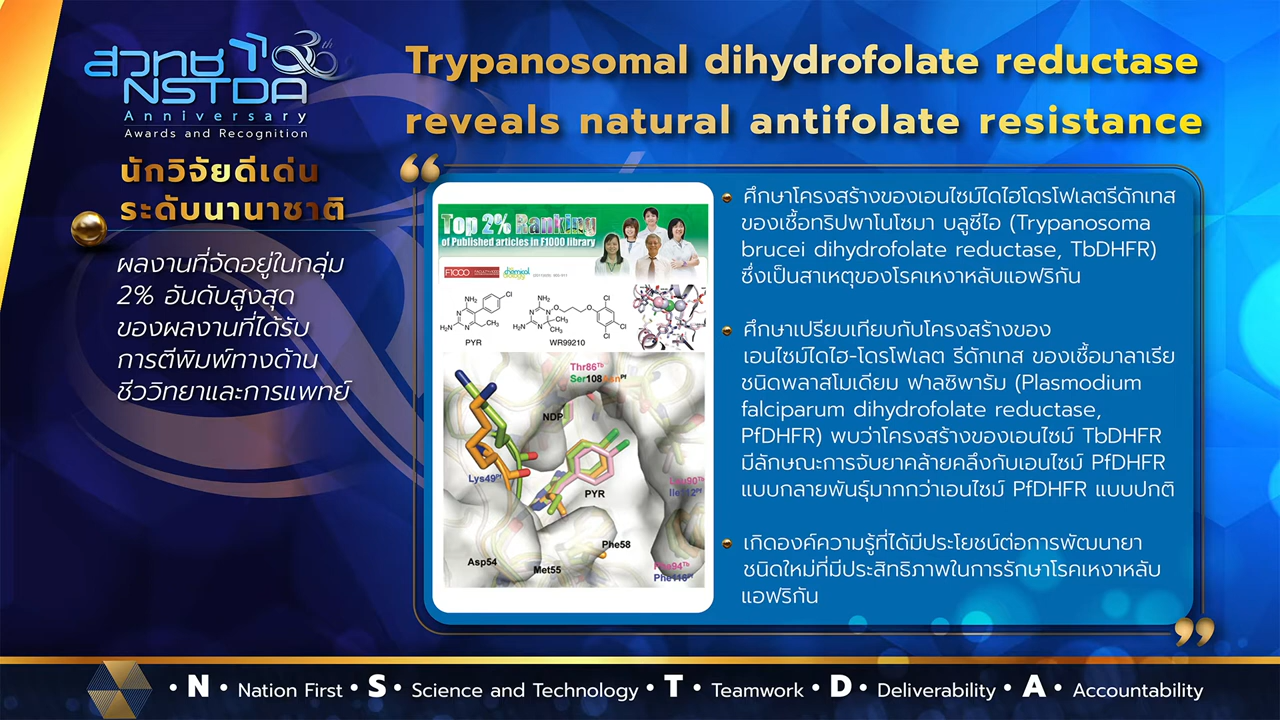 สวทช 30th
NSTDA
Anniversary
Awards and Recognition
นักวิจัยดีเด่น
ระดับนานาชาติ
ผลงานที่จัดอยู่ในกลุ่ม
2% อันดับสูงสุด
ของผลงานที่ได้รับ
การตีพิมพ์ทางด้าน
ชีววิทยาและการแพทย์
Trypanosomal dihydrofolate reductase
reveals natural antifolate resistance
Top 2% Ranking
of Published articles in F1000 library
F1000
chemical
biology
NH₂
Cl
N
H₂N
N
CH₃
PYR
NH₂
N
N
O
O
Cl
H₂N
N
CH₃
CH₃
Cl
Cl
WR99210
Thr86Tb
Ser108AsnPf
NDP
Lys49Pf
PYR
Leu90Tb
Ile112Pf
Phe58
Asp54
Met55
Phe94Tb
Phe116Pf
ศึกษาโครงสร้างของเอนไซม์ไดไฮโดรโฟเลตรีดักเทส
ของเชื้อทริปพาโนโซมา บลูซีไอ (Trypanosoma
brucei dihydrofolate reductase, TbDHFR)
ซึ่งเป็นสาเหตุของโรคเหงาหลับแอฟริกัน
ศึกษาเปรียบเทียบกับโครงสร้างของ
เอนไซม์ไดไฮ-โดรโฟเลต รีดักเทส ของเชื้อมาลาเรีย
ชนิดพลาสโมเดียม ฟาลซิพารัม (Plasmodium
falciparum dihydrofolate reductase,
PfDHFR) พบว่าโครงสร้างของเอนไซม์ TbDHFR
มีลักษณะการจับยาคล้ายคลึงกับเอนไซม์ PfDHFR
แบบกลายพันธุ์มากกว่าเอนไซม์ PfDHFR แบบปกติ
เกิดองค์ความรู้ที่ได้มีประโยชน์ต่อการพัฒนายา
ชนิดใหม่ที่มีประสิทธิภาพในการรักษาโรคเหงาหลับ
แอฟริกัน
• N • Nation First • S • Science and Technology • T • Teamwork • D • Deliverability • A • Accountability